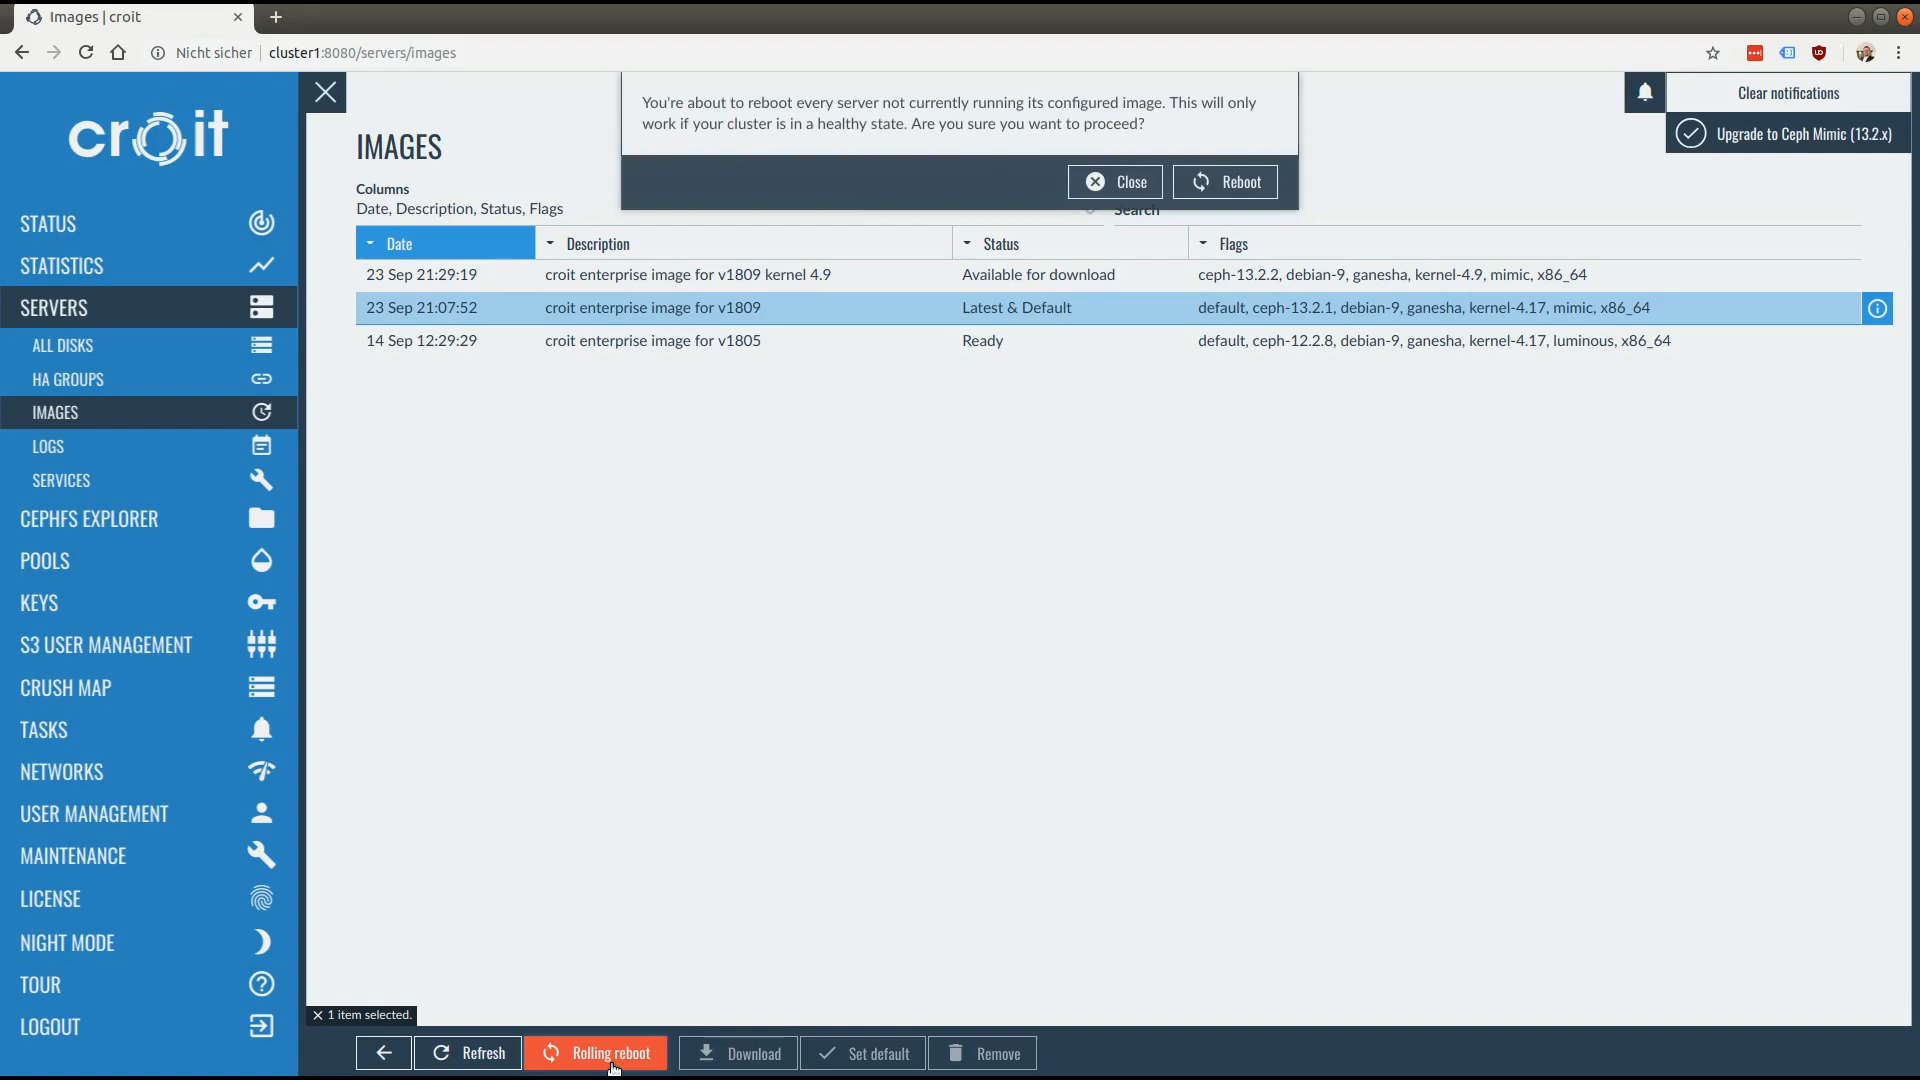 Images | croit
Nicht sicher
cluster1:8080/servers/images
croit
STATUS
STATISTICS
SERVERS
ALL DISKS
HA GROUPS
IMAGES
LOGS
SERVICES
CEPHFS EXPLORER
POOLS
KEYS
S3 USER MANAGEMENT
CRUSH MAP
TASKS
NETWORKS
USER MANAGEMENT
MAINTENANCE
LICENSE
NIGHT MODE
TOUR
LOGOUT
You're about to reboot every server not currently running its configured image. This will only
work if your cluster is in a healthy state. Are you sure you want to proceed?
Close
Reboot
Clear notifications
Upgrade to Ceph Mimic (13.2.x)
IMAGES
Columns
Date, Description, Status, Flags
Search
Date Description Status Flags
23 Sep 21:29:19 croit enterprise image for v1809 kernel 4.9 Available for download ceph-13.2.2, debian-9, ganesha, kernel-4.9, mimic, x86_64
23 Sep 21:07:52 croit enterprise image for v1809 Latest & Default default, ceph-13.2.1, debian-9, ganesha, kernel-4.17, mimic, x86_64
14 Sep 12:29:29 croit enterprise image for v1805 Ready default, ceph-12.2.8, debian-9, ganesha, kernel-4.17, luminous, x86_64
1 item selected.
Refresh
Rolling reboot
Download
Set default
Remove